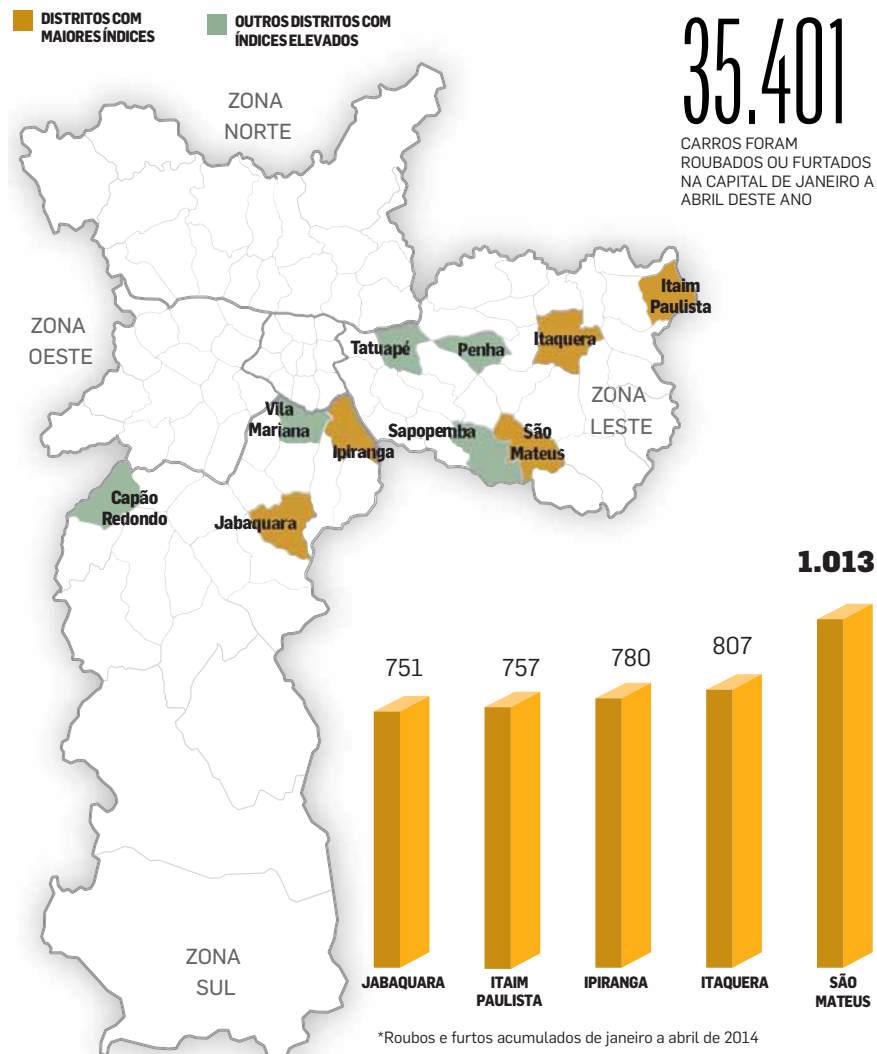 DISTRITOS COM
MAIORES ÍNDICES
OUTROS DISTRITOS COM
ÍNDICES ELEVADOS
35.401
CARROS FORAM
ROUBADOS OU FURTADOS
NA CAPITAL DE JANEIRO A
ABRIL DESTE ANO
ZONA
NORTE
ZONA
OESTE
ZONA
LESTE
ZONA
SUL
Itaim
Paulista
Itaquera
Tatuapé
Penha
Vila
Mariana
Ipiranga
Sapopemba
São
Mateus
Capão
Redondo
Jabaquara
751
757
780
807
1.013
JABAQUARA
ITAIM
PAULISTA
IPIRANGA
ITAQUERA
SÃO
MATEUS
*Roubos e furtos acumulados de janeiro a abril de 2014